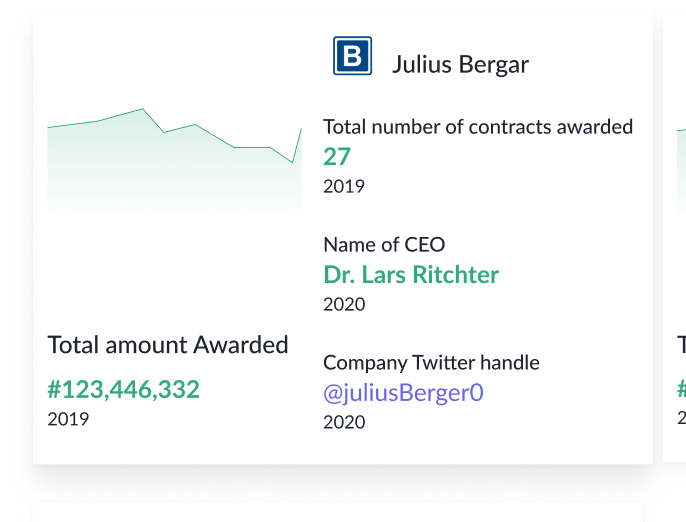 B
Julius Bergar
Total number of contracts awarded
27
2019
Name of CEO
Dr. Lars Ritchter
2020
Company Twitter handle
@juliusBerger0
2020
Total amount Awarded
#123,446,332
2019
T
#
2